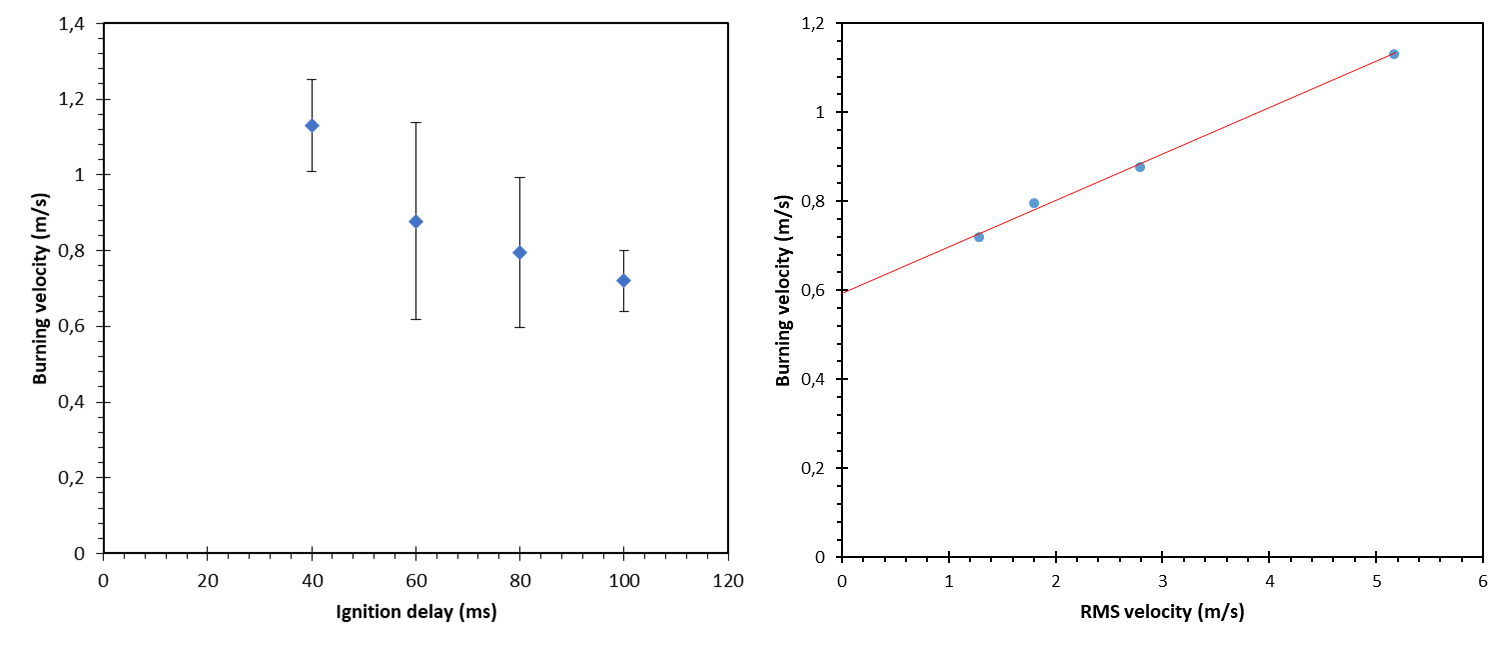 1,4
1,2
1
0,8
0,6
0,4
0,2
0
0 20 40 60 80 100 120
Burning velocity (m/s)
Ignition delay (ms)
1,2
1
0,8
0,6
0,4
0,2
0
0 1 2 3 4 5 6
Burning velocity (m/s)
RMS velocity (m/s)